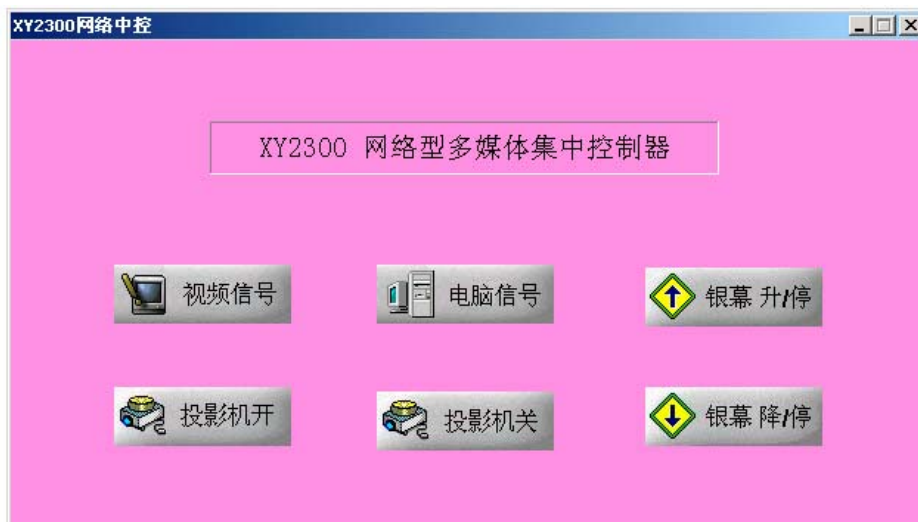 XY2300网络中控
XY2300 网络型多媒体集中控制器
视频信号
电脑信号
银幕 升/停
投影机开
投影机关
银幕 降/停